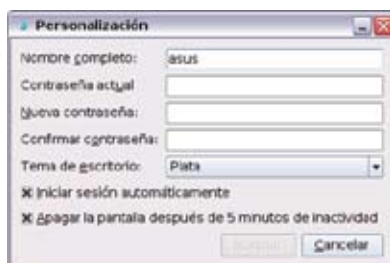 Personalización
Nombre completo: asus
Contraseña actual
Nueva contraseña:
Confirmar contraseña:
Tema de escritorio: Plata
Iniciar sesión automáticamente
Apagar la pantalla después de 5 minutos de inactividad
Cancelar